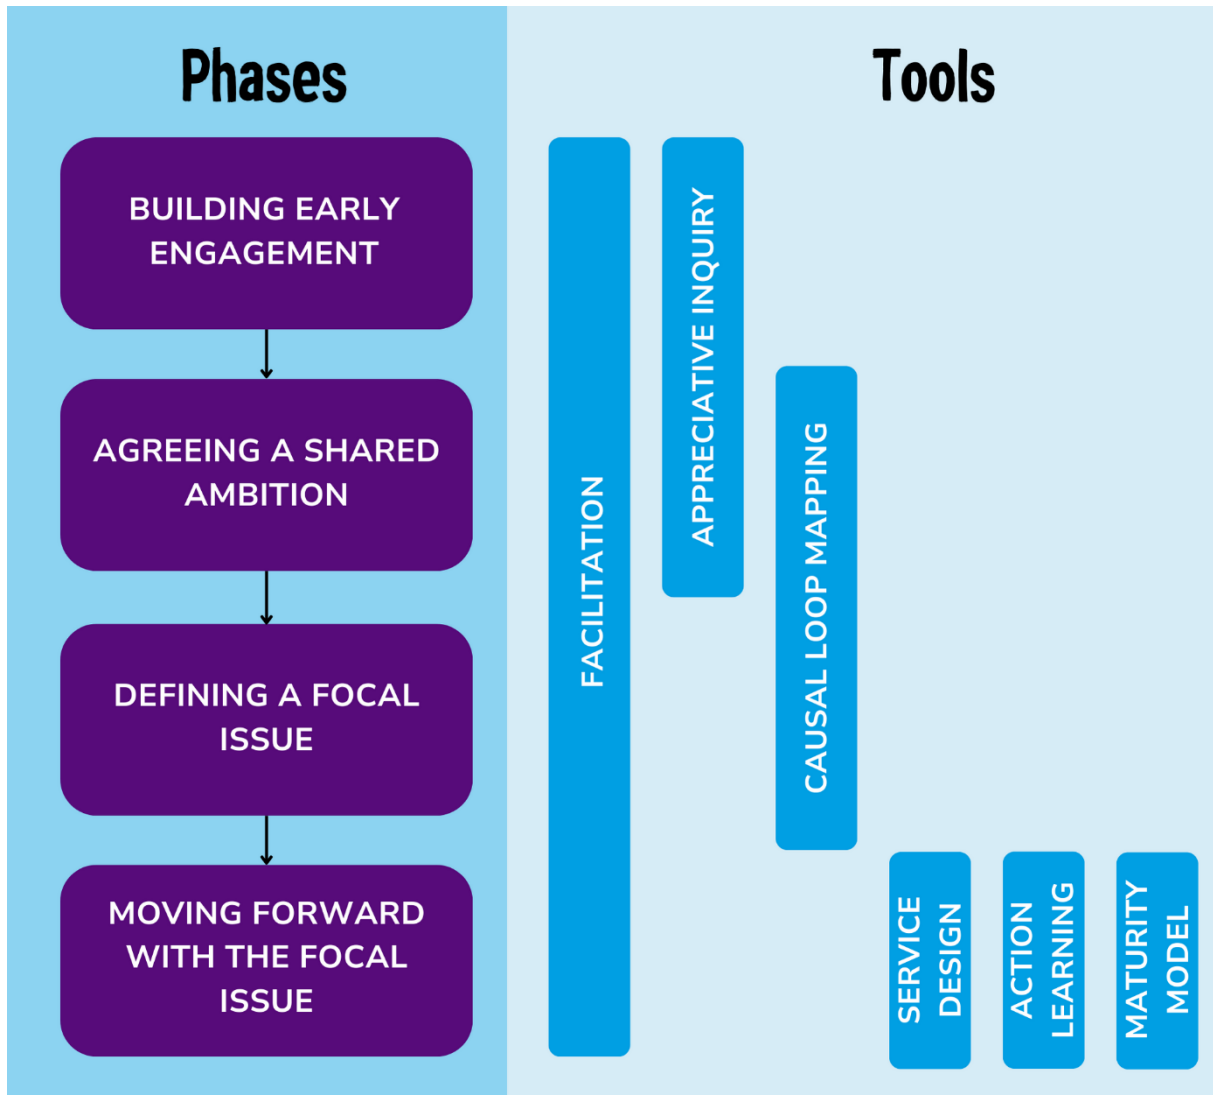 Phases
Tools
BUILDING EARLY
ENGAGEMENT
AGREEING A SHARED
AMBITION
DEFINING A FOCAL
ISSUE
MOVING FORWARD
WITH THE FOCAL
ISSUE
FACILITATION
APPRECIATIVE INQUIRY
CAUSAL LOOP MAPPING
SERVICE
DESIGN
ACTION
LEARNING
MATURITY
MODEL